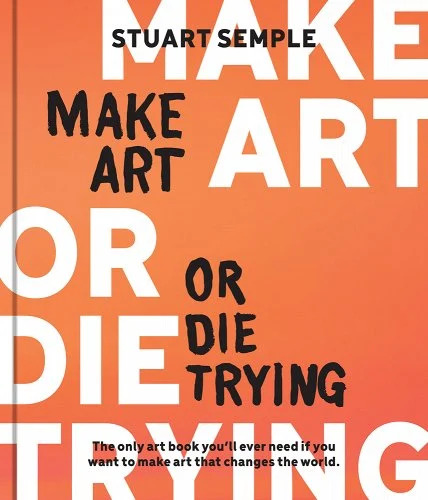 MAKE
STUART SEMPLE
MAKE
ART
ART
OR
DIE
TRYING
OR
DIE
TRYING
The only art book you'll ever need if you
want to make art that changes the world.